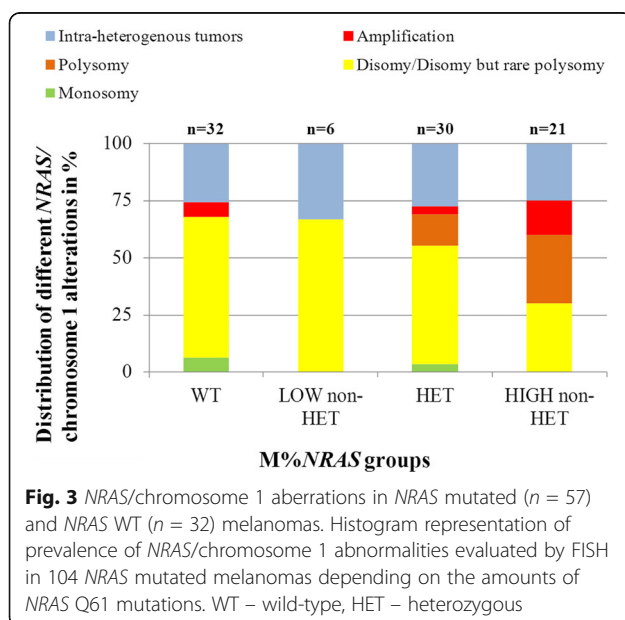 Intra-heterogenous tumors
Amplification
Polysomy
Disomy/Disomy but rare polysomy
Monosomy
n=32
n=6
n=30
n=21
Distribution of different NRAS/
chromosome 1 alterations in %
100
75
50
25
0
WT
LOW non-
HET
HET
HIGH non-
HET
M%NRAS groups
Fig. 3 NRAS/chromosome 1 aberrations in NRAS mutated (n = 57)
and NRAS WT (n = 32) melanomas. Histogram representation of
prevalence of NRAS/chromosome 1 abnormalities evaluated by FISH
in 104 NRAS mutated melanomas depending on the amounts of
NRAS Q61 mutations. WT – wild-type, HET – heterozygous